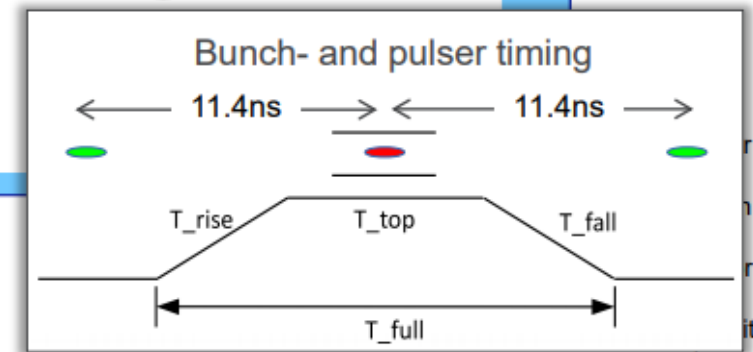 Bunch- and pulser timing
11.4ns 11.4ns
T_rise T_top T_fall
T_full